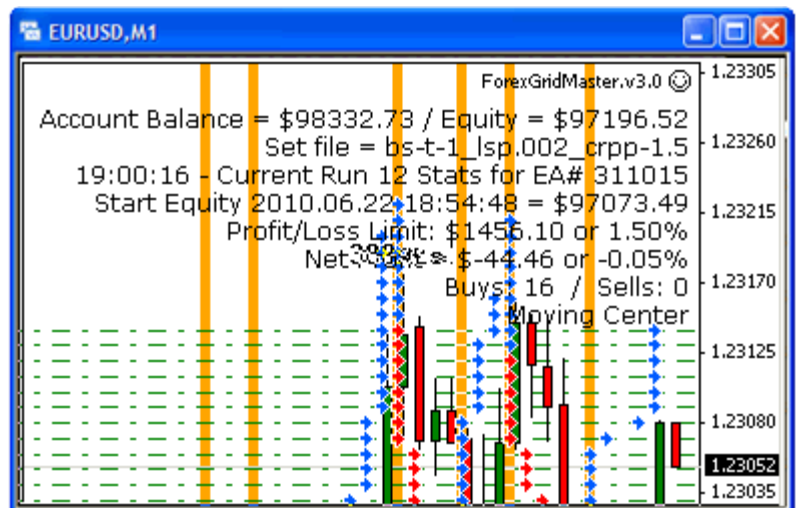 EURUSD,M1
ForexGridMaster.v3.0
Account Balance = $98332.73 / Equity = $97196.52
Set file = bs-t-1_lsp.002_crpp-1.5
19:00:16 - Current Run 12 Stats for EA# 311015
Start Equity 2010.06.22 18:54:48 = $97073.49
Profit/Loss Limit: $1456.10 or 1.50%
Net = $-44.46 or -0.05%
Buys: 16 / Sells: 0
Moving Center
1.23305
1.23260
1.23215
1.23170
1.23125
1.23080
1.23052
1.23035